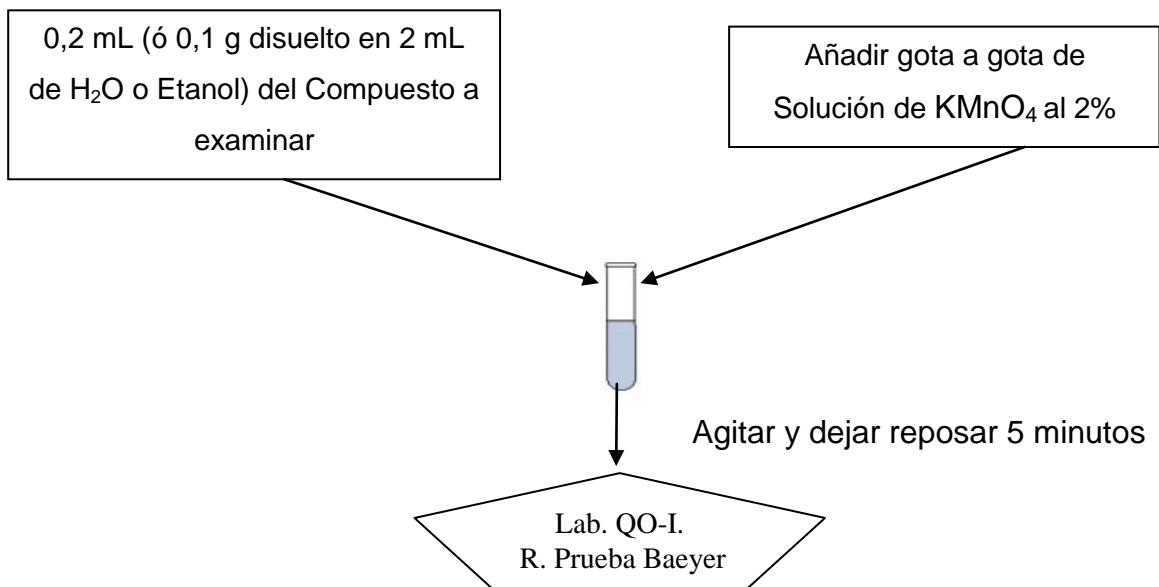 0,2 mL (ó 0,1 g disuelto en 2 mL
de H₂O o Etanol) del Compuesto a
examinar
Añadir gota a gota de
Solución de KMnO₄ al 2%
Agitar y dejar reposar 5 minutos
Lab. QO-I.
R. Prueba Baeyer